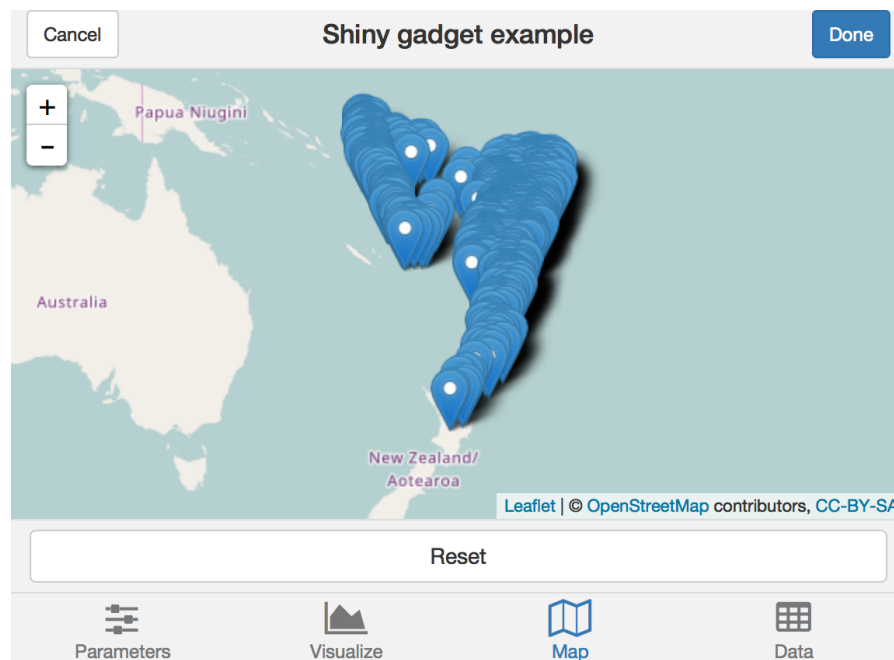 Cancel
Shiny gadget example
Done
+
−
Papua Niugini
Australia
New Zealand/
Aotearoa
Leaflet | © OpenStreetMap contributors, CC-BY-SA
Reset
Parameters
Visualize
Map
Data